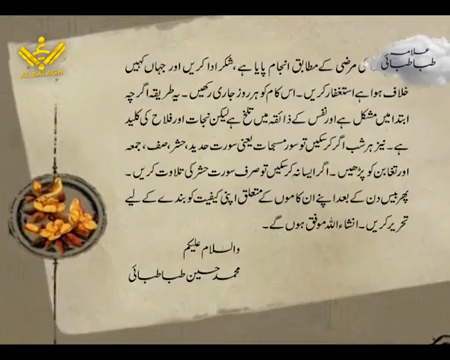 علامہ
طباطبائی
AL BALAGH
کی مرضی کے مطابق انجام پایا ہے، شکر ادا کریں اور جہاں کہیں
خلاف ہوا ہے استغفار کریں۔ اس کام کو ہر روز جاری رکھیں۔ یہ طریقہ اگرچہ
ابتدا میں مشکل ہے اور نفس کے ذائقہ میں تلخ ہے لیکن نجات اور فلاح کی کلید
ہے۔ نیز ہر شب اگر کر سکیں تو سور مسبحات یعنی سورت حدید، حشر، صف، جمعہ
اور تغابن کو پڑھیں۔ اگر ایسا نہ کر سکیں تو صرف سورت حشر کی تلاوت کریں۔
پھر بیس دن کے بعد اپنے ان کاموں کے متعلق اپنی کیفیت کو بندے کے لیے
تحریر کریں۔ انشاء اللہ موفق ہوں گے۔
والسلام علیکم
محمد حسین طباطبائی